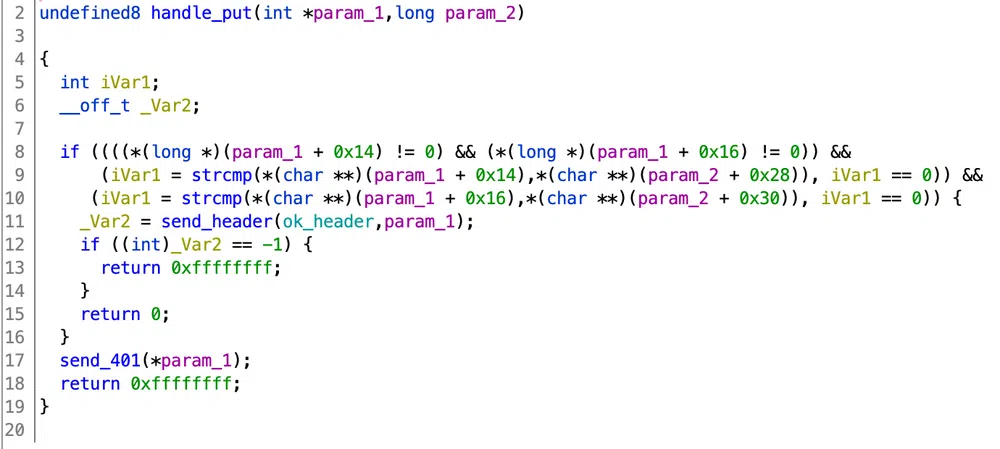 2 undefined8 handle_put(int *param_1,long param_2)
3
4 {
5   int iVar1;
6   __off_t _Var2;
7
8   if ((((*(long *)(param_1 + 0x14) != 0) && (*(long *)(param_1 + 0x16) != 0)) &&
9       (iVar1 = strcmp(*(char **)(param_1 + 0x14),*(char **)(param_2 + 0x28)), iVar1 == 0)) &&
10      (iVar1 = strcmp(*(char **)(param_1 + 0x16),*(char **)(param_2 + 0x30)), iVar1 == 0)) {
11     _Var2 = send_header(ok_header,param_1);
12     if ((int)_Var2 == -1) {
13       return 0xffffffff;
14     }
15     return 0;
16   }
17   send_401(*param_1);
18   return 0xffffffff;
19 }
20